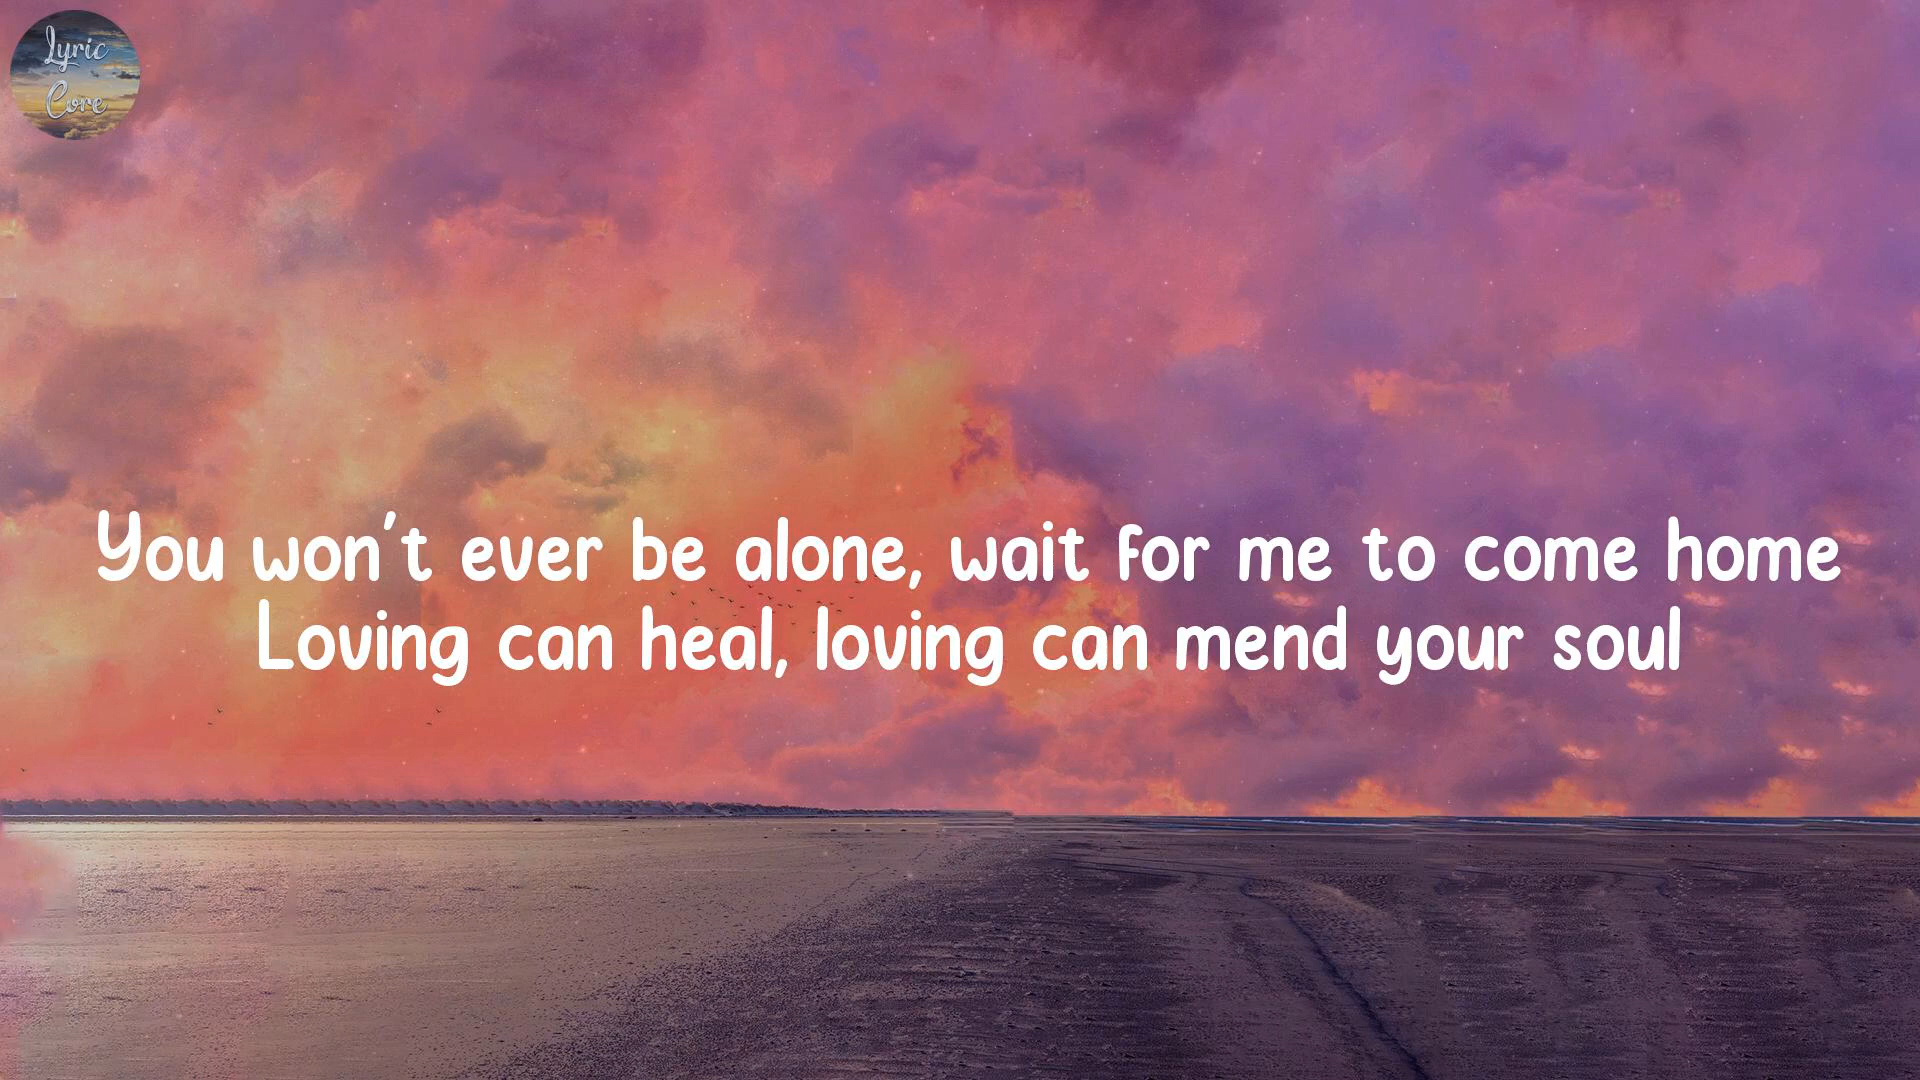 Lyric
Core
You won't ever be alone, wait for me to come home
Loving can heal, loving can mend your soul